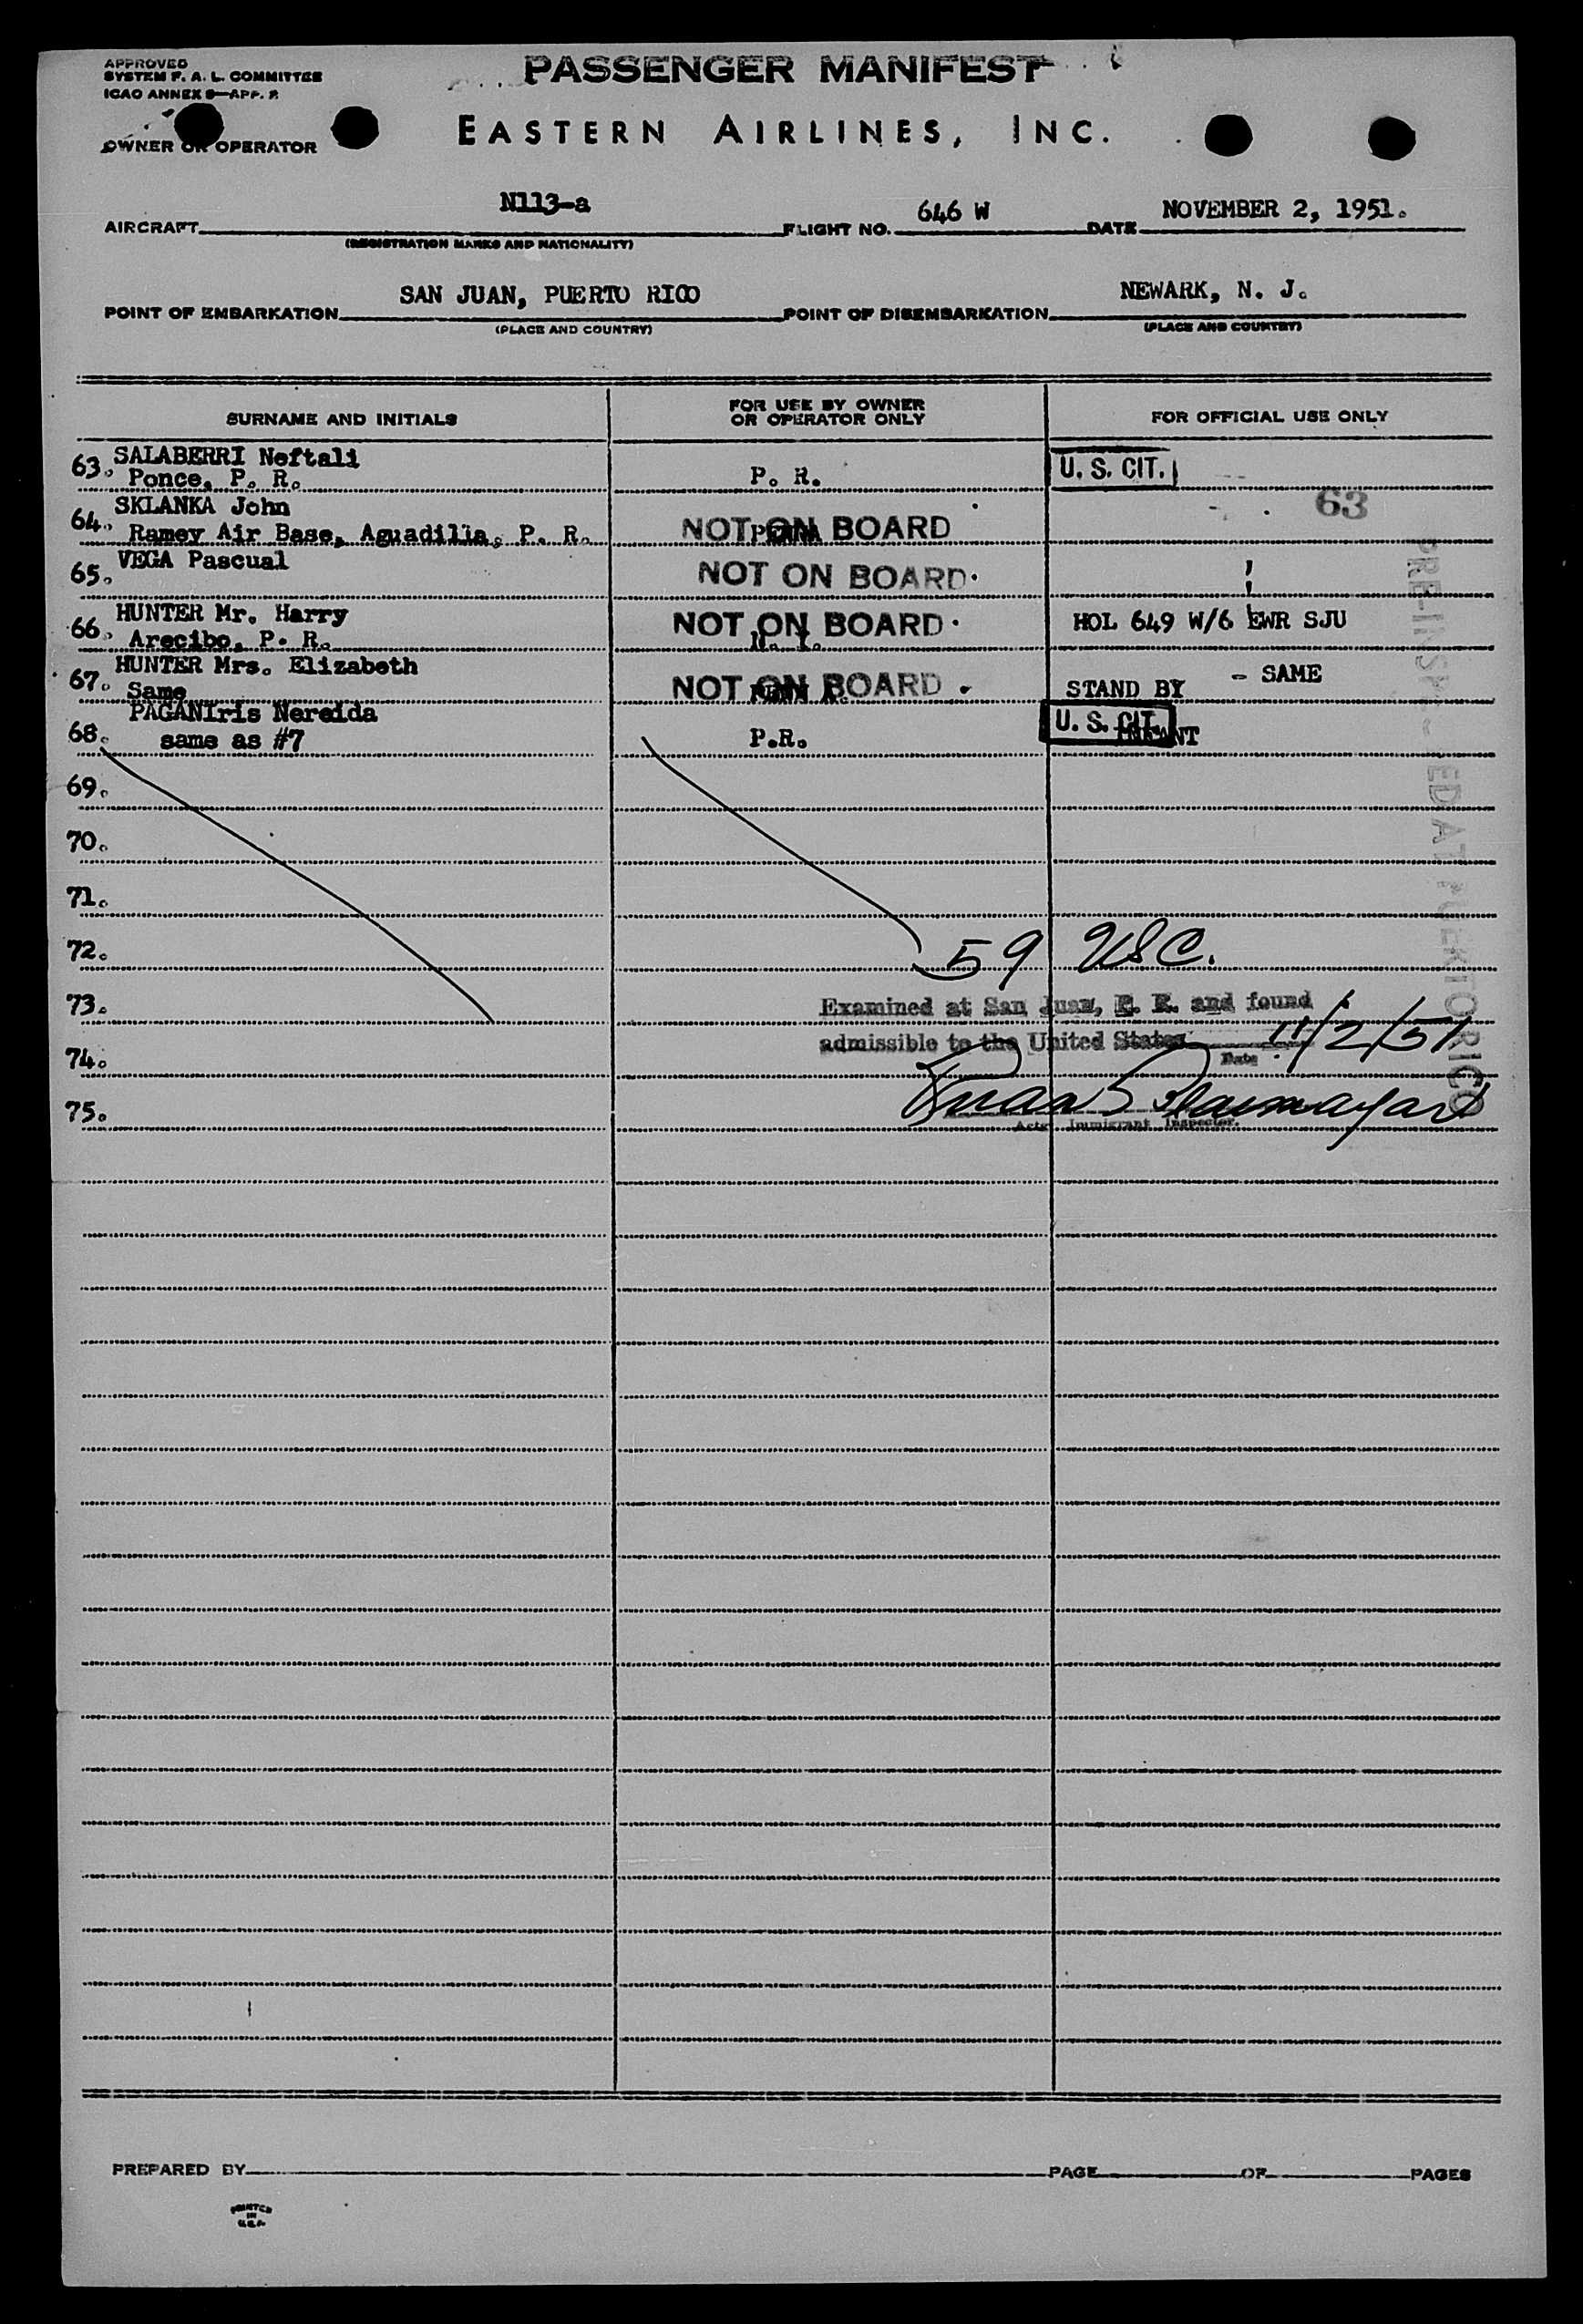 APPROVED
SYSTEM F. A. L. COMMITTEE
ICAO ANNEX 9—APP. 2
PASSENGER MANIFEST
OWNER OR OPERATOR
EASTERN AIRLINES, INC.
AIRCRAFT N113-a FLIGHT NO. 646 W DATE NOVEMBER 2, 1951.
(REGISTRATION MARKS AND NATIONALITY)
POINT OF EMBARKATION SAN JUAN, PUERTO RICO POINT OF DISEMBARKATION NEWARK, N. J.
(PLACE AND COUNTRY) (PLACE AND COUNTRY)
SURNAME AND INITIALS
FOR USE BY OWNER
OR OPERATOR ONLY
FOR OFFICIAL USE ONLY
63. SALABERRI Neftali
Ponce, P. R. P. R. U. S. CIT.
63
64. SKLANKA John
Ramey Air Base, Aguadilla, P. R. NOT ON BOARD
65. VEGA Pascual NOT ON BOARD.
66. HUNTER Mr. Harry NOT ON BOARD. HOL 649 W/6 EWR SJU
Arecibo, P. R.
67. HUNTER Mrs. Elizabeth NOT ON BOARD. - SAME
Same STAND BY
68. PAGANIris Nereida U. S. CIT.
same as #7 P.R. INFANT
69.
70.
71.
72. 59 USC.
73. Examined at San Juan, P. R. and found
74. admissible to the United States 11/2/51
Date
75.
Actg Immigrant Inspector.
PREPARED BY PAGE OF PAGES
PRINTED
IN
U.S.A.